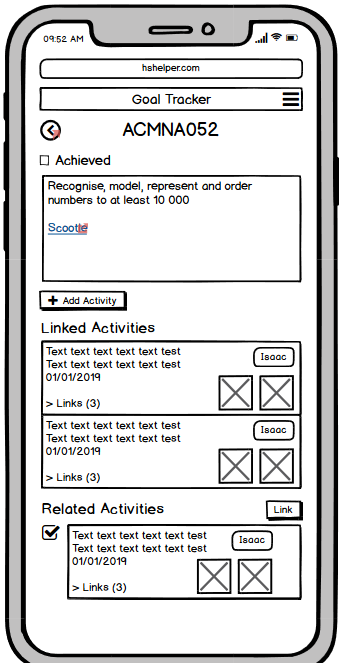 09:52 AM
hshelper.com
Goal Tracker
ACMNA052
Achieved
Recognise, model, represent and order
numbers to at least 10 000
Scootle
+ Add Activity
Linked Activities
Text text text text text test
Isaac
Text text text text text test
01/01/2019
> Links (3)
Text text text text text test
Isaac
Text text text text text test
01/01/2019
> Links (3)
Related Activities
Link
Text text text text text test
Isaac
Text text text text text test
01/01/2019
> Links (3)